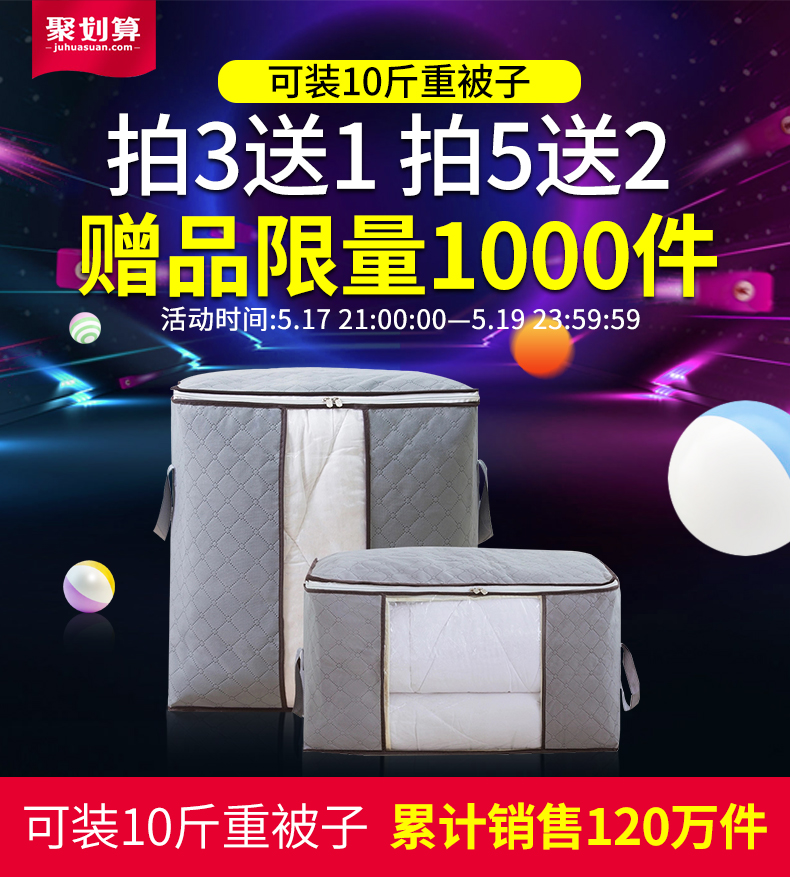 聚划算
juhuasuan.com
可装10斤重被子
拍3送1 拍5送2
赠品限量1000件
活动时间:5.17 21:00:00—5.19 23:59:59
可装10斤重被子 累计销售120万件